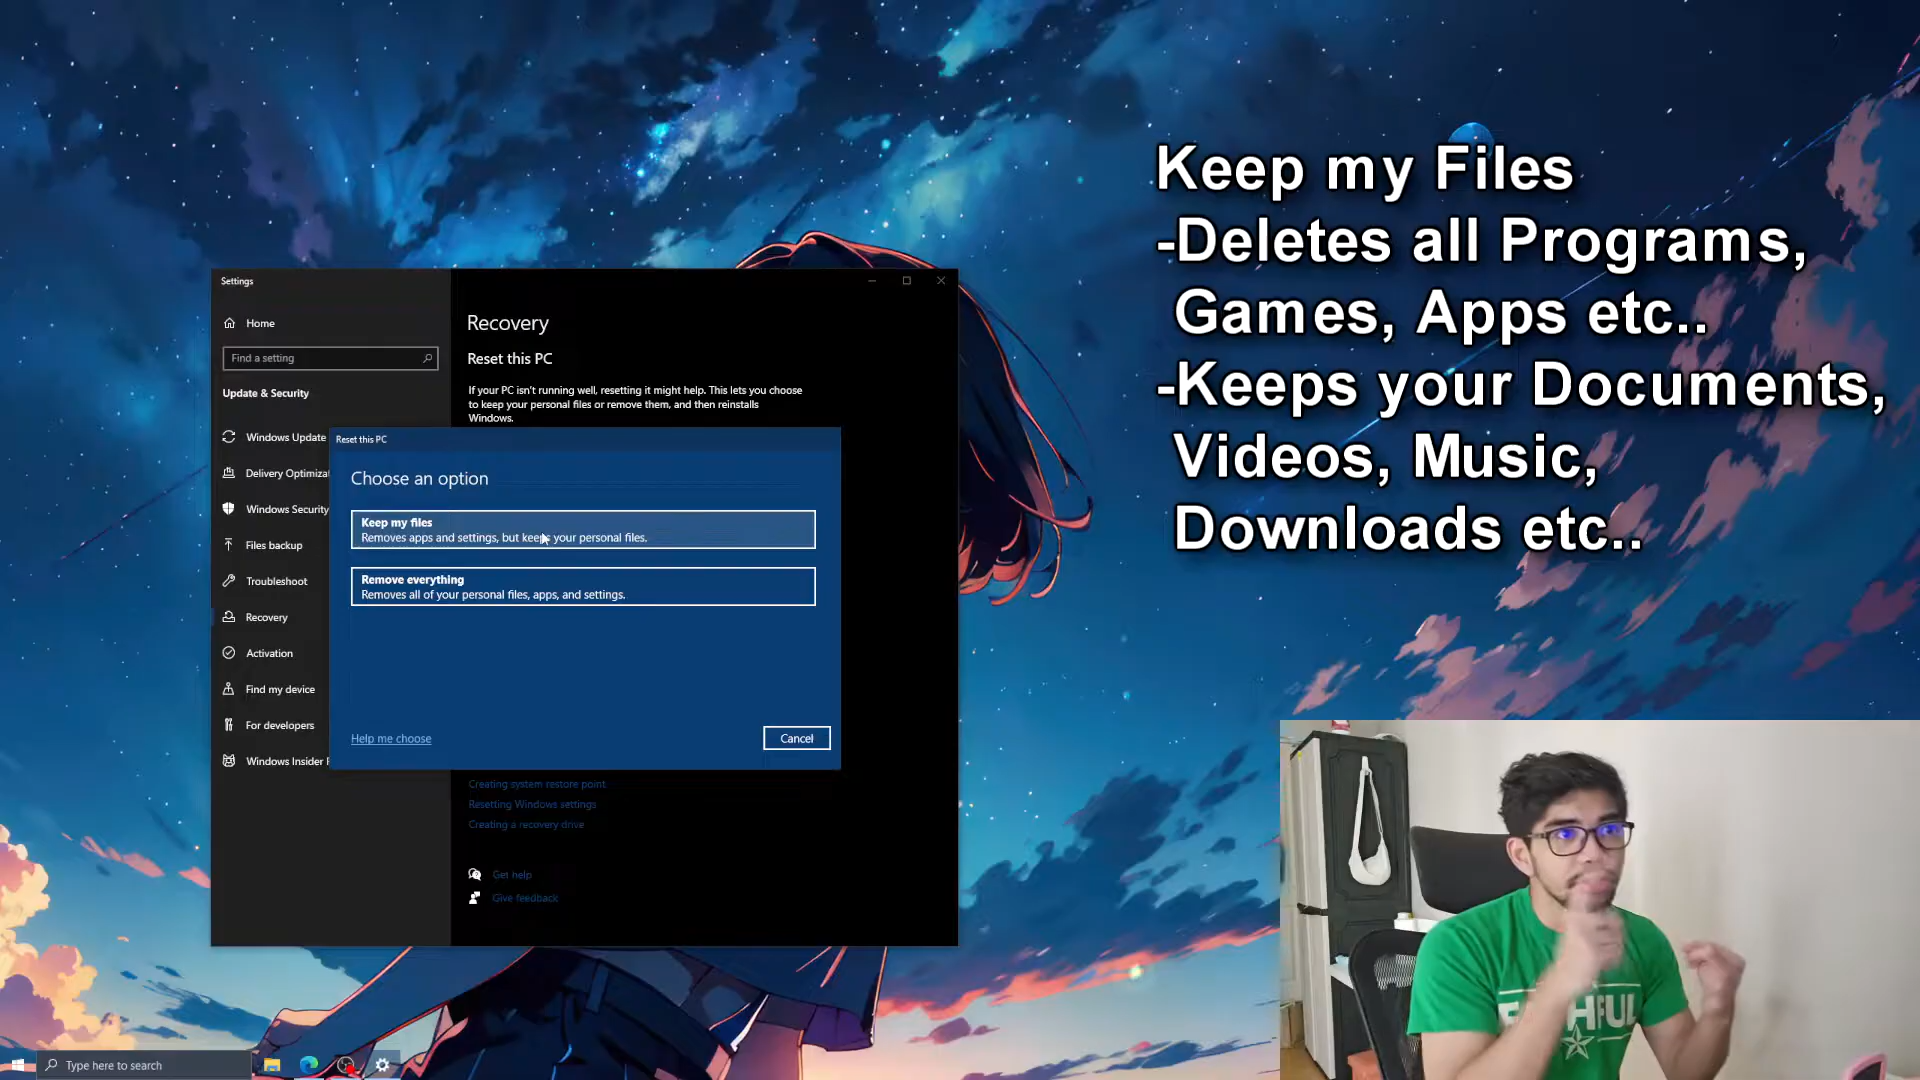 Keep my Files
-Deletes all Programs,
Games, Apps etc..
-Keeps your Documents,
Videos, Music,
Downloads etc..
Settings
Home
Find a setting
Update & Security
Windows Update
Delivery Optimizat
Windows Security
Files backup
Troubleshoot
Recovery
Activation
Find my device
For developers
Windows Insider P
Recovery
Reset this PC
If your PC isn't running well, resetting it might help. This lets you choose
to keep your personal files or remove them, and then reinstalls
Windows.
Reset this PC
Choose an option
Keep my files
Removes apps and settings, but keeps your personal files.
Remove everything
Removes all of your personal files, apps, and settings.
Help me choose
Cancel
Creating system restore point
Resetting Windows settings
Creating a recovery drive
Get help
Give feedback
Type here to search